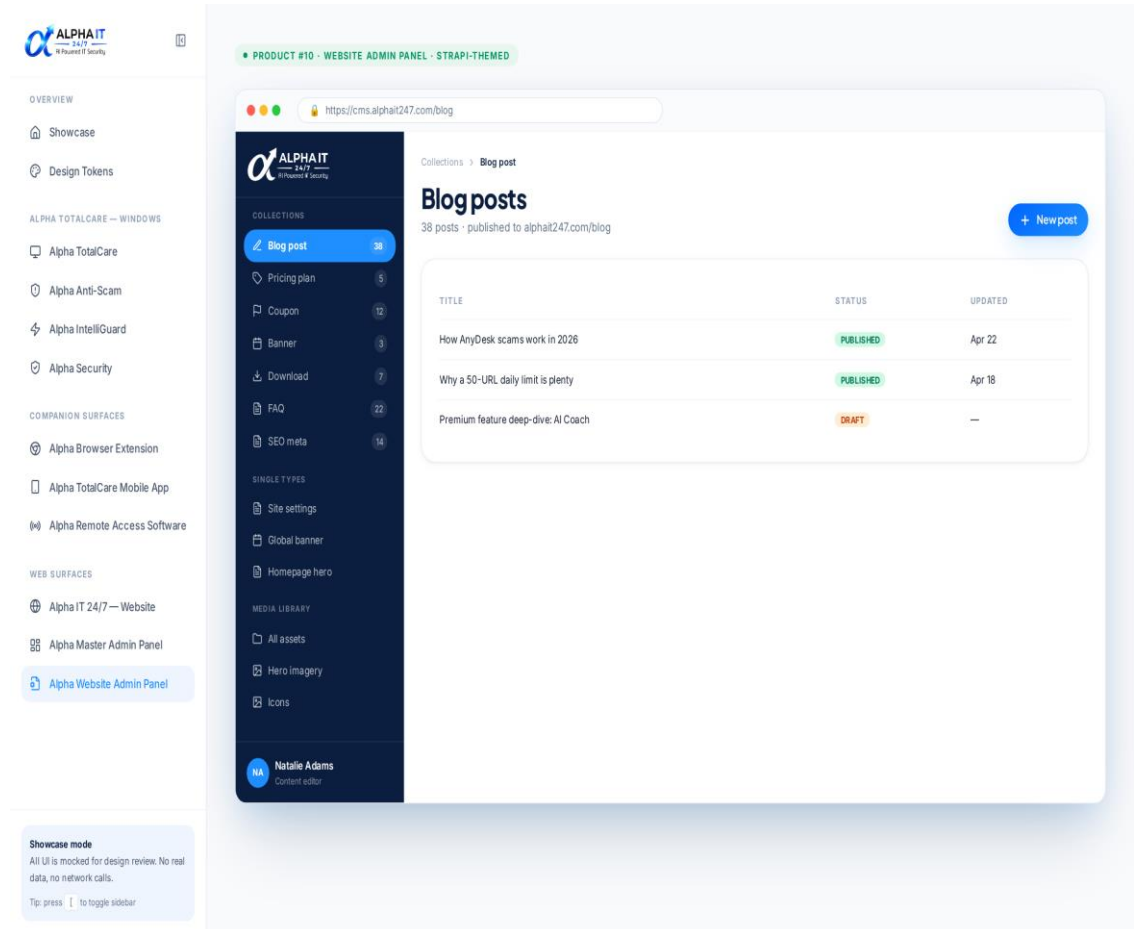 ALPHA IT
24/7
AI Powered IT Security
OVERVIEW
Showcase
Design Tokens
ALPHA TOTALCARE — WINDOWS
Alpha TotalCare
Alpha Anti-Scam
Alpha IntelliGuard
Alpha Security
COMPANION SURFACES
Alpha Browser Extension
Alpha TotalCare Mobile App
Alpha Remote Access Software
WEB SURFACES
Alpha IT 24/7 — Website
Alpha Master Admin Panel
Alpha Website Admin Panel
Showcase mode
All UI is mocked for design review. No real
data, no network calls.
Tip: press [ to toggle sidebar
PRODUCT #10 · WEBSITE ADMIN PANEL · STRAPI-THEMED
https://cms.alphait247.com/blog
ALPHA IT
24/7
AI Powered IT Security
COLLECTIONS
Blog post 38
Pricing plan 5
Coupon 12
Banner 3
Download 7
FAQ 22
SEO meta 14
SINGLE TYPES
Site settings
Global banner
Homepage hero
MEDIA LIBRARY
All assets
Hero imagery
Icons
NA
Natalie Adams
Content editor
Collections > Blog post
Blog posts
38 posts · published to alphait247.com/blog
+ New post
TITLE STATUS UPDATED
How AnyDesk scams work in 2026 PUBLISHED Apr 22
Why a 50-URL daily limit is plenty PUBLISHED Apr 18
Premium feature deep-dive: AI Coach DRAFT —